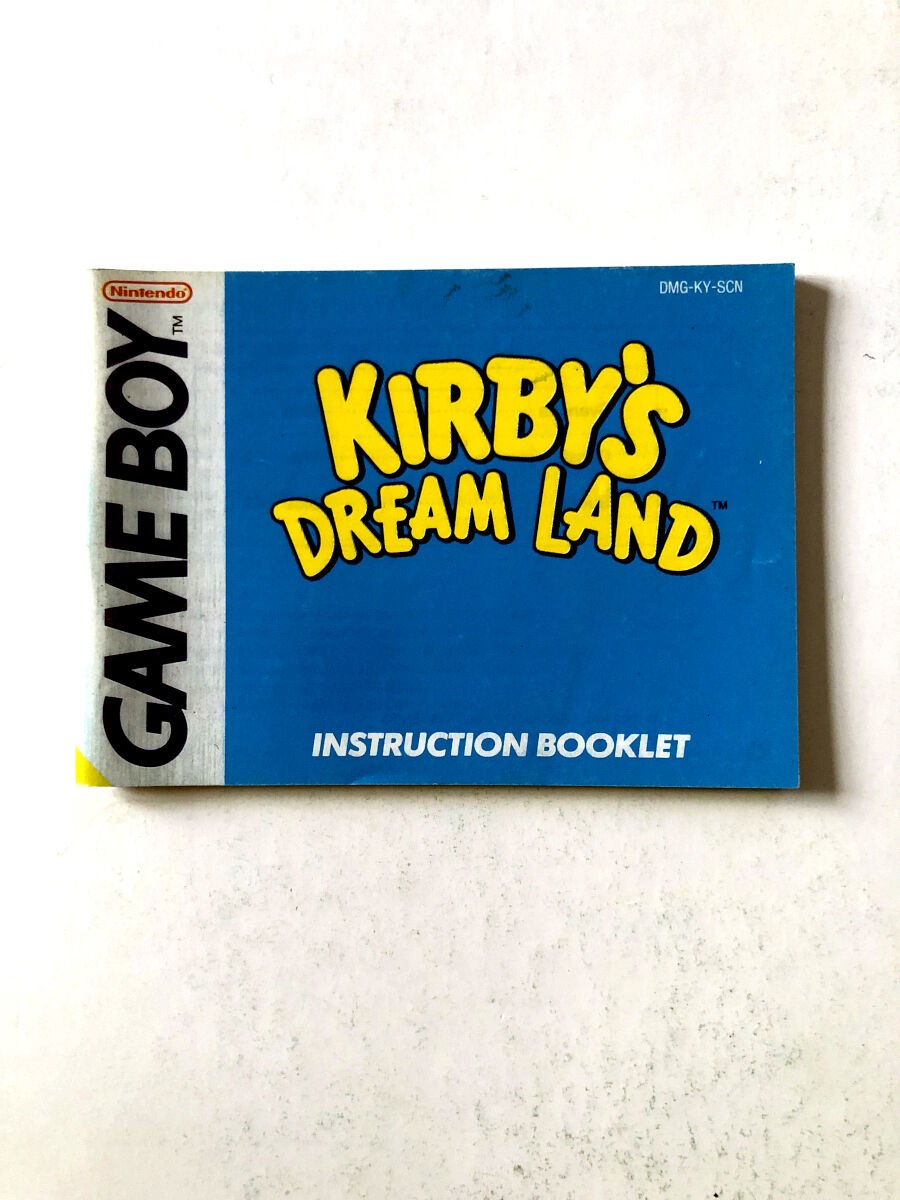 Nintendo
GAME BOY™
DMG-KY-SCN
KIRBY'S
DREAM LAND™
INSTRUCTION BOOKLET